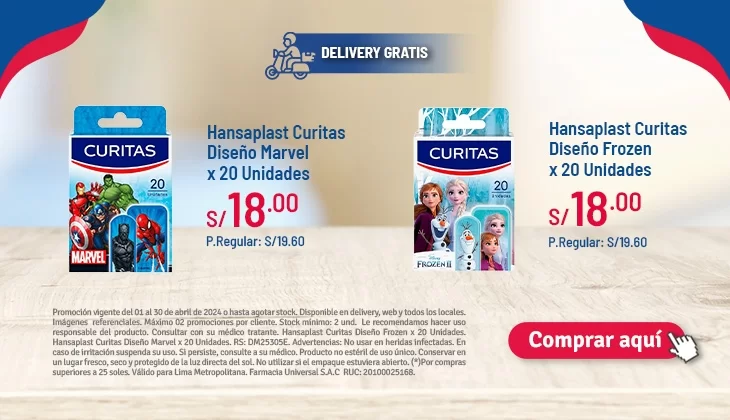 DELIVERY GRATIS
CURITAS
20
MARVEL
Hansaplast Curitas
Diseño Marvel
x 20 Unidades
S/18.00
P.Regular: S/19.60
CURITAS
20
Disney
FROZEN II
Hansaplast Curitas
Diseño Frozen
x 20 Unidades
S/18.00
P.Regular: S/19.60
Promoción vigente del 01 al 30 de abril de 2024 o hasta agotar stock. Disponible en delivery, web y todos los locales.
Imágenes referenciales. Máximo 02 promociones por cliente. Stock mínimo: 2 und. Le recomendamos hacer uso
responsable del producto. Consultar con su médico tratante. Hansaplast Curitas Diseño Frozen x 20 Unidades.
Hansaplast Curitas Diseño Marvel x 20 Unidades. RS: DM25305E. Advertencias: No usar en heridas infectadas. En
caso de irritación suspenda su uso. Si persiste, consulte a su médico. Producto no estéril de uso único. Conservar en
un lugar fresco, seco y protegido de la luz directa del sol. No utilizar si el empaque estuviera abierto. (*)Por compras
superiores a 25 soles. Válido para Lima Metropolitana. Farmacia Universal S.A.C RUC: 20100025168.
Comprar aquí